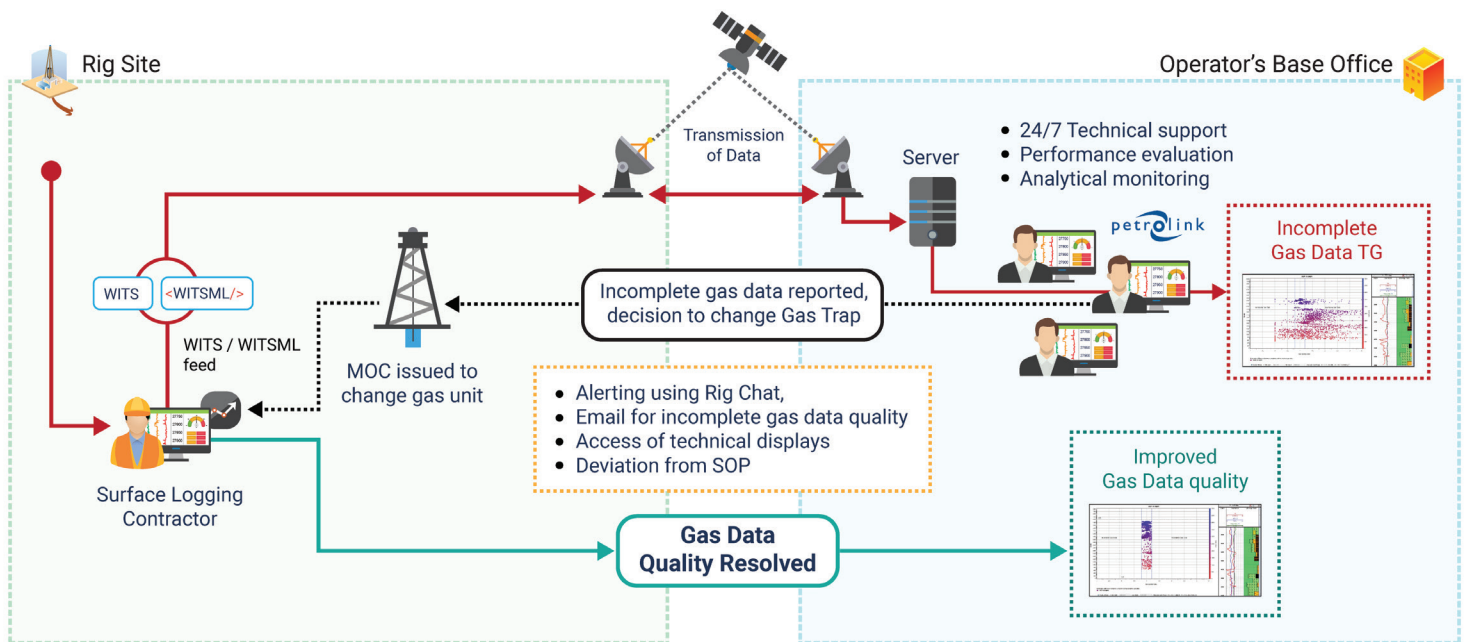 Rig Site
Operator's Base Office
Transmission
of Data
Server
• 24/7 Technical support
• Performance evaluation
• Analytical monitoring
petrolink
Incomplete
Gas Data TG
WITS
<WITSML/>
WITS / WITSML
feed
MOC issued to
change gas unit
Incomplete gas data reported,
decision to change Gas Trap
• Alerting using Rig Chat,
• Email for incomplete gas data quality
• Access of technical displays
• Deviation from SOP
Surface Logging
Contractor
Improved
Gas Data quality
Gas Data
Quality Resolved